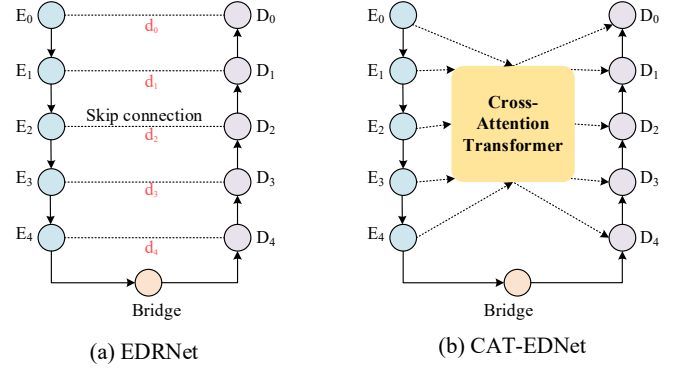 E0 d0 D0 E0 D0
E1 d1 D1 E1 D1
Cross-
Skip connection
E2 d2 D2 E2 Attention D2
Transformer
E3 d3 D3 E3 D3
E4 d4 D4 E4 D4
Bridge Bridge
(a) EDRNet (b) CAT-EDNet